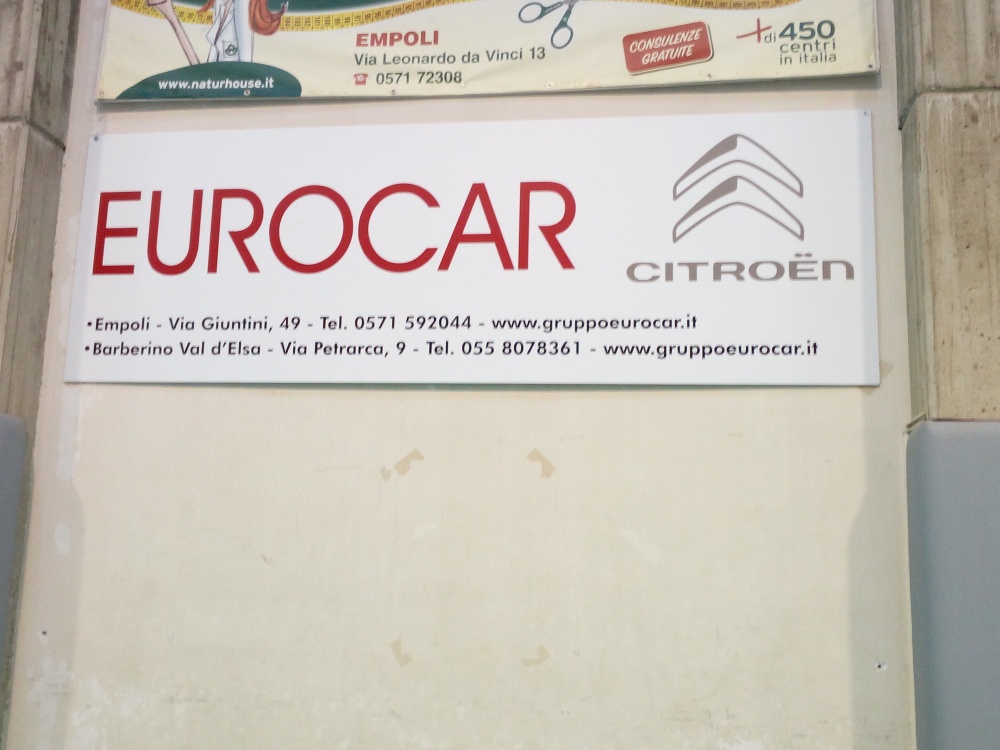 EMPOLI
Via Leonardo da Vinci 13
☎ 0571 72308
www.naturhouse.it
CONSULENZE
GRATUITE
+di 450
centri
in italia
EUROCAR
CITROËN
•Empoli - Via Giuntini, 49 - Tel. 0571 592044 - www.gruppoeurocar.it
•Barberino Val d'Elsa - Via Petrarca, 9 - Tel. 055 8078361 - www.gruppoeurocar.it